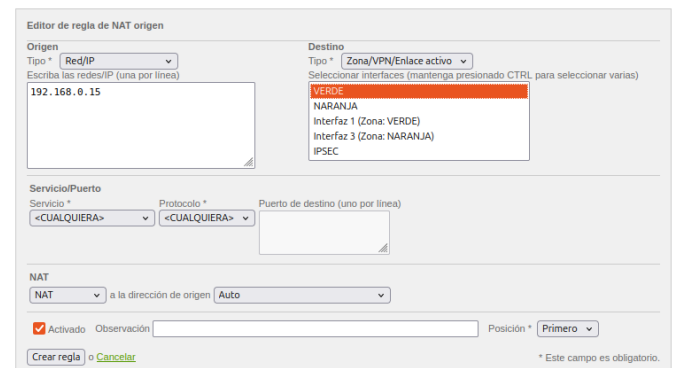 Editor de regla de NAT origen
Origen
Tipo * Red/IP
Escriba las redes/IP (una por línea)
192.168.0.15
Destino
Tipo * Zona/VPN/Enlace activo
Seleccionar interfaces (mantenga presionado CTRL para seleccionar varias)
VERDE
NARANJA
Interfaz 1 (Zona: VERDE)
Interfaz 3 (Zona: NARANJA)
IPSEC
Servicio/Puerto
Servicio * Protocolo * Puerto de destino (uno por línea)
<CUALQUIERA> <CUALQUIERA>
NAT
NAT a la dirección de origen Auto
Activado Observación Posición * Primero
Crear regla o Cancelar * Este campo es obligatorio.